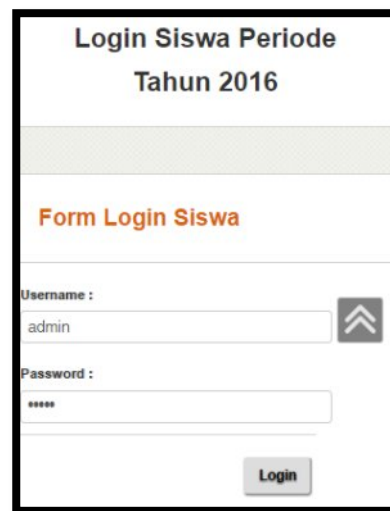 Login Siswa Periode
Tahun 2016
Form Login Siswa
Username :
admin
Password :
•••••
Login